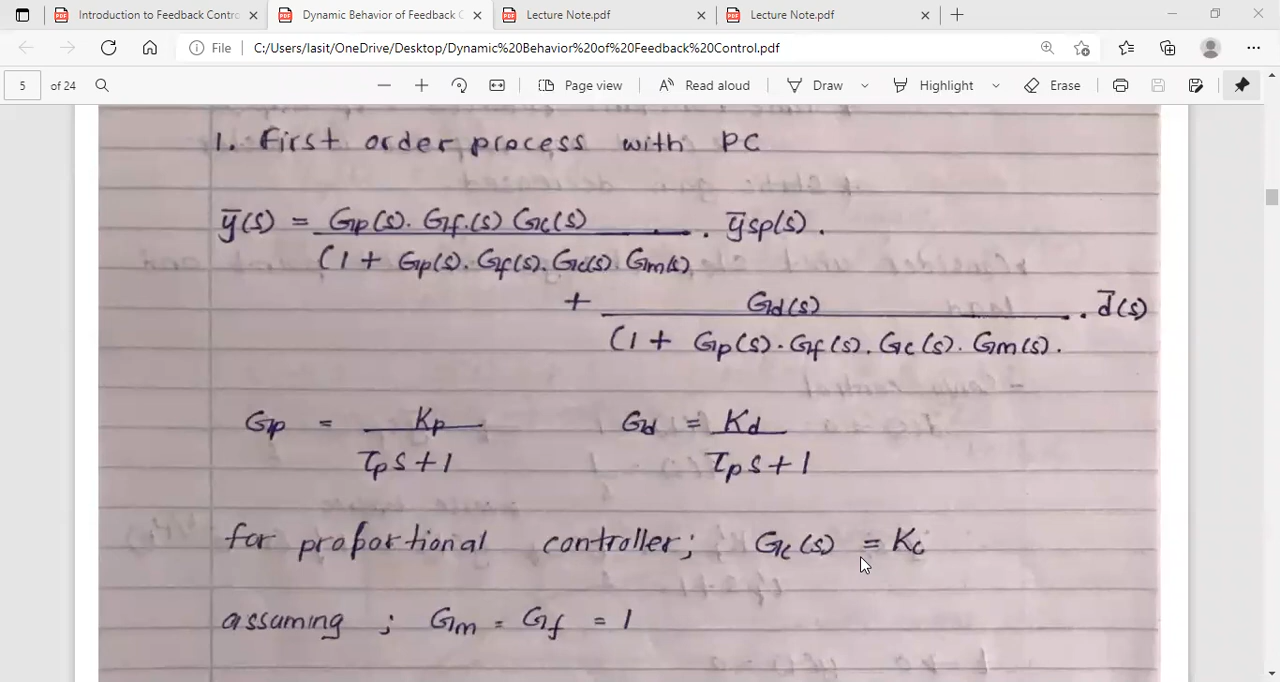 Introduction to Feedback Contro
Dynamic Behavior of Feedback C
Lecture Note.pdf
Lecture Note.pdf
File
C:/Users/lasit/OneDrive/Desktop/Dynamic%20Behavior%20of%20Feedback%20Control.pdf
5 of 24
Page view
Read aloud
Draw
Highlight
Erase
1. First order process with PC
ȳ(s) = Gp(s). Gf.(s) Gc(s) . ȳsp(s).
(1 + Gp(s). Gf(s). Gc(s). Gm(s)
+ Gd(s) . d̄(s)
(1 + Gp(s). Gf(s). Gc(s). Gm(s).
Gp = Kp Gd = Kd
τps+1 τps+1
for proportional controller; Gc(s) = Kc
assuming ; Gm = Gf = 1